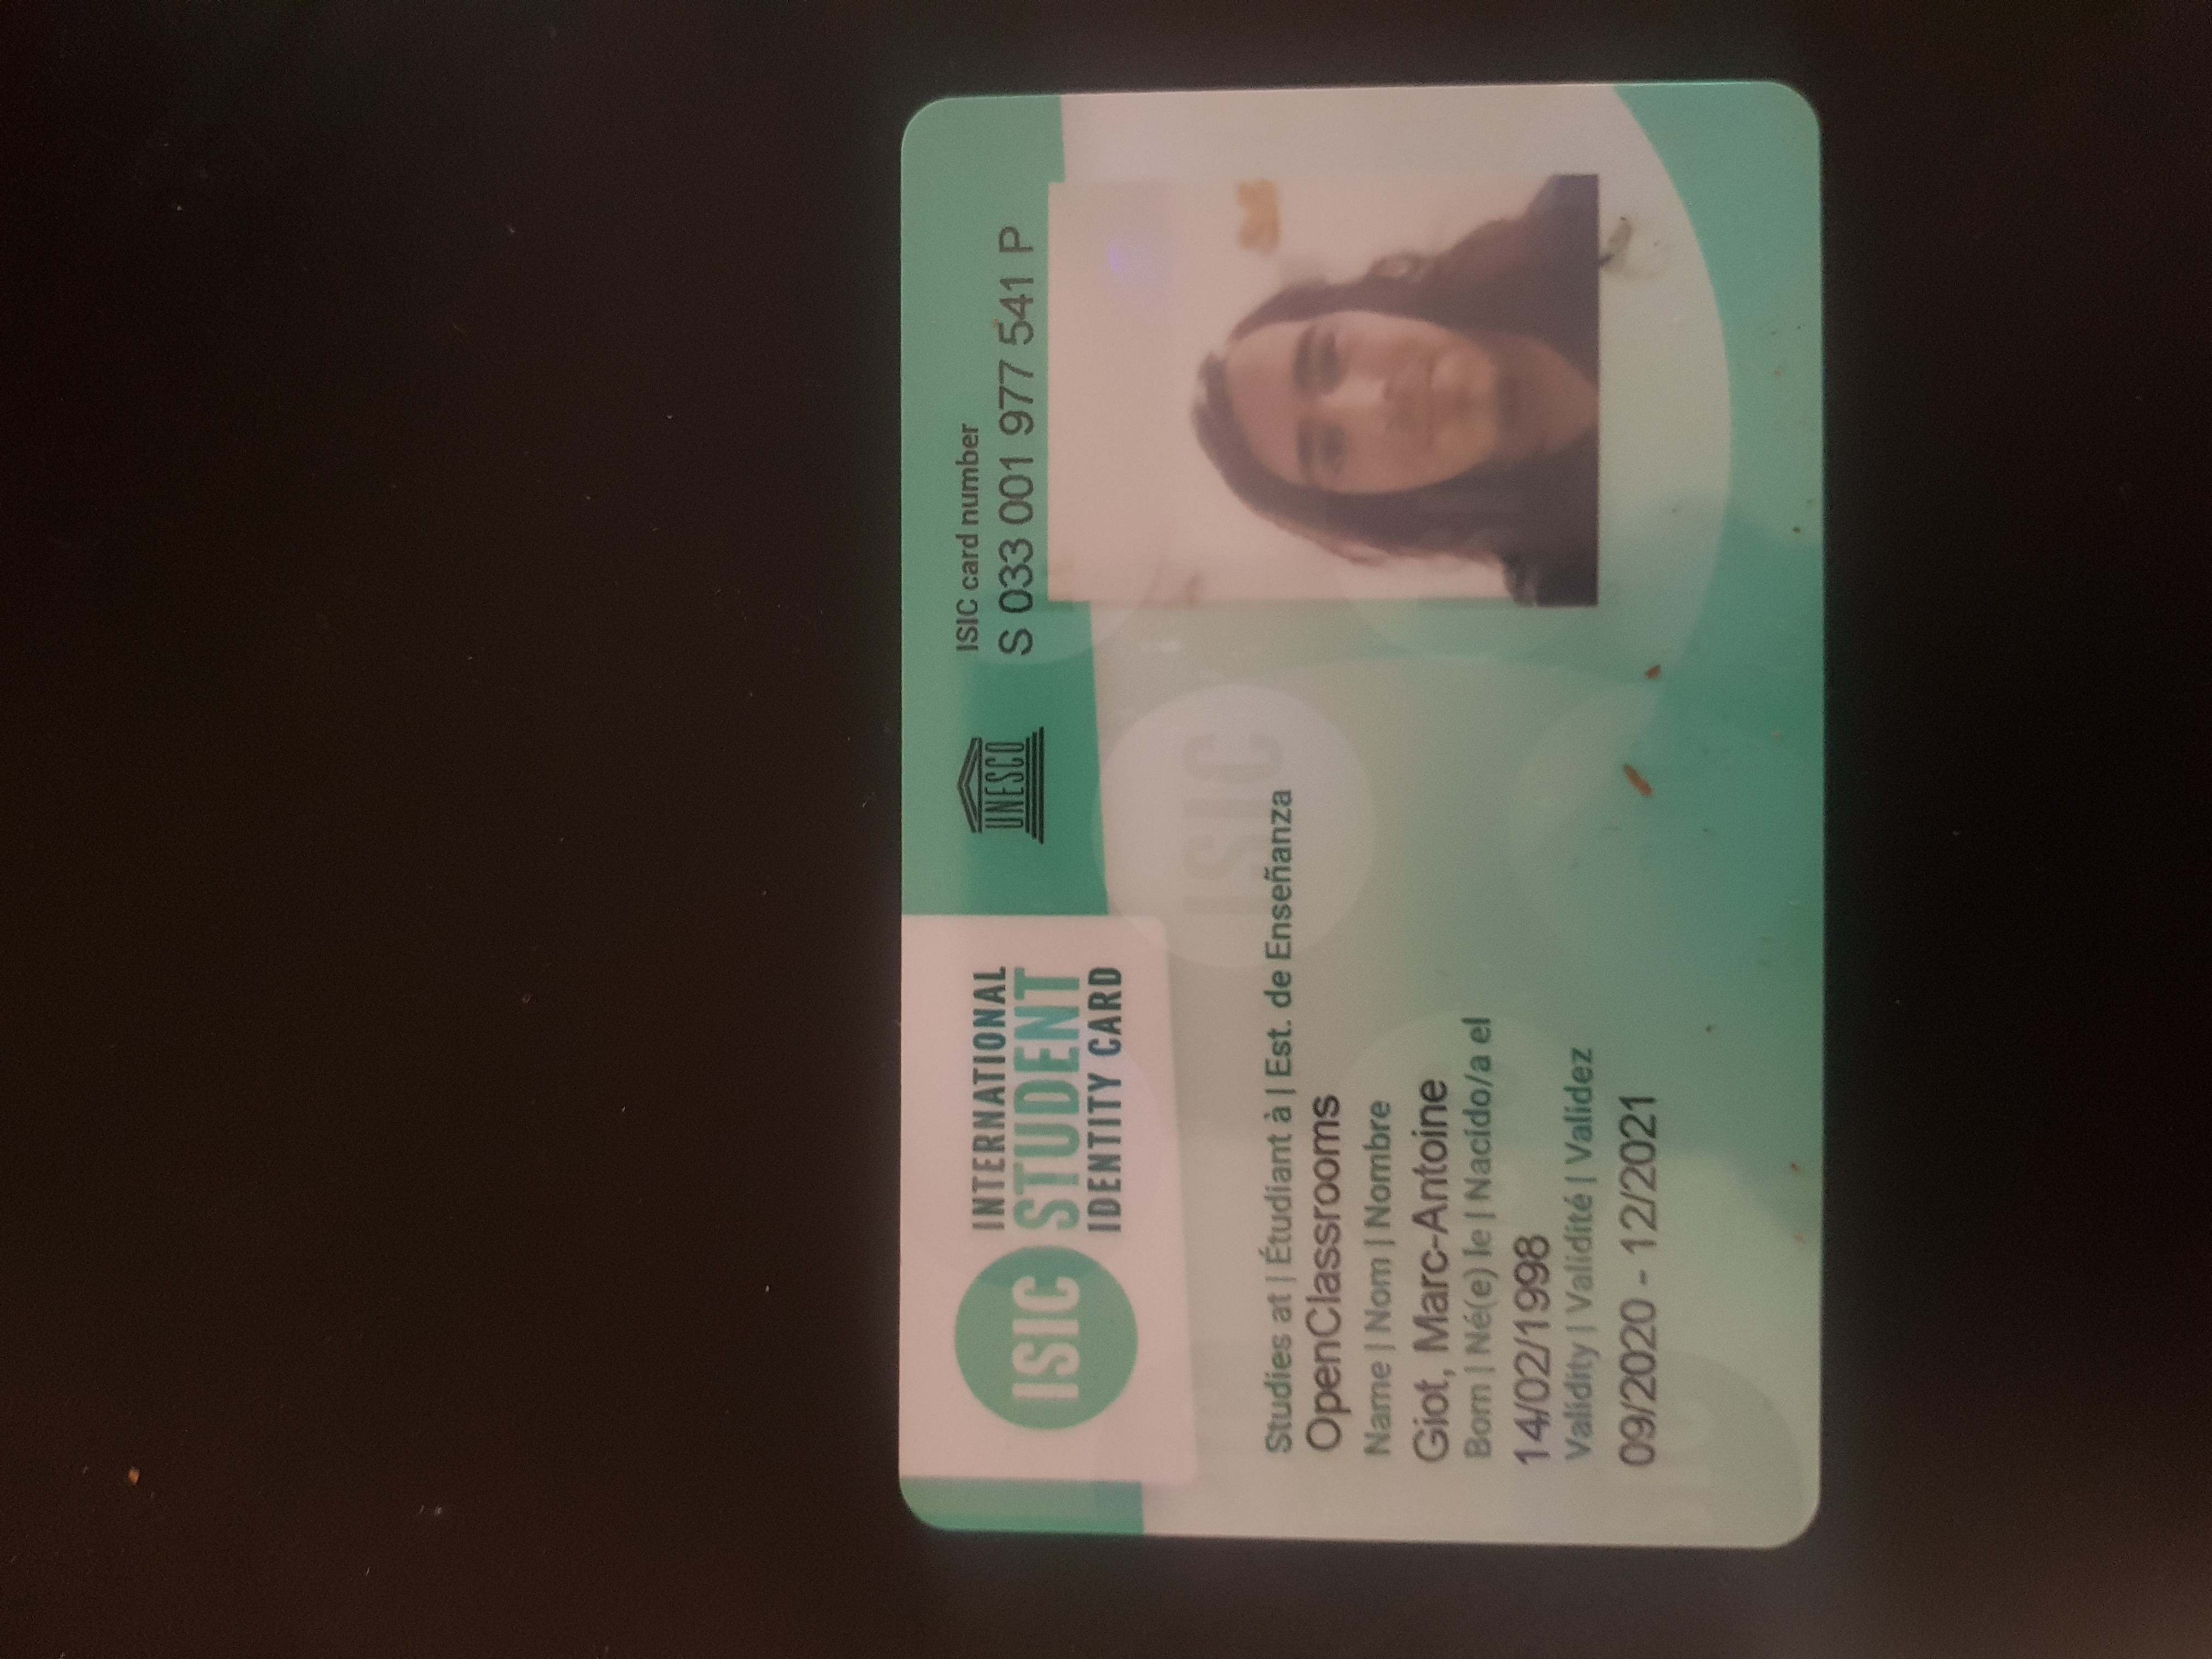 ISIC
INTERNATIONAL
STUDENT
IDENTITY CARD
UNESCO
ISIC card number
S 033 001 977 541 P
ISIC
Studies at | Étudiant à | Est. de Enseñanza
OpenClassrooms
Name | Nom | Nombre
Giot, Marc-Antoine
Born | Né(e) le | Nacido/a el
14/02/1998
Validity | Validité | Validez
09/2020 - 12/2021